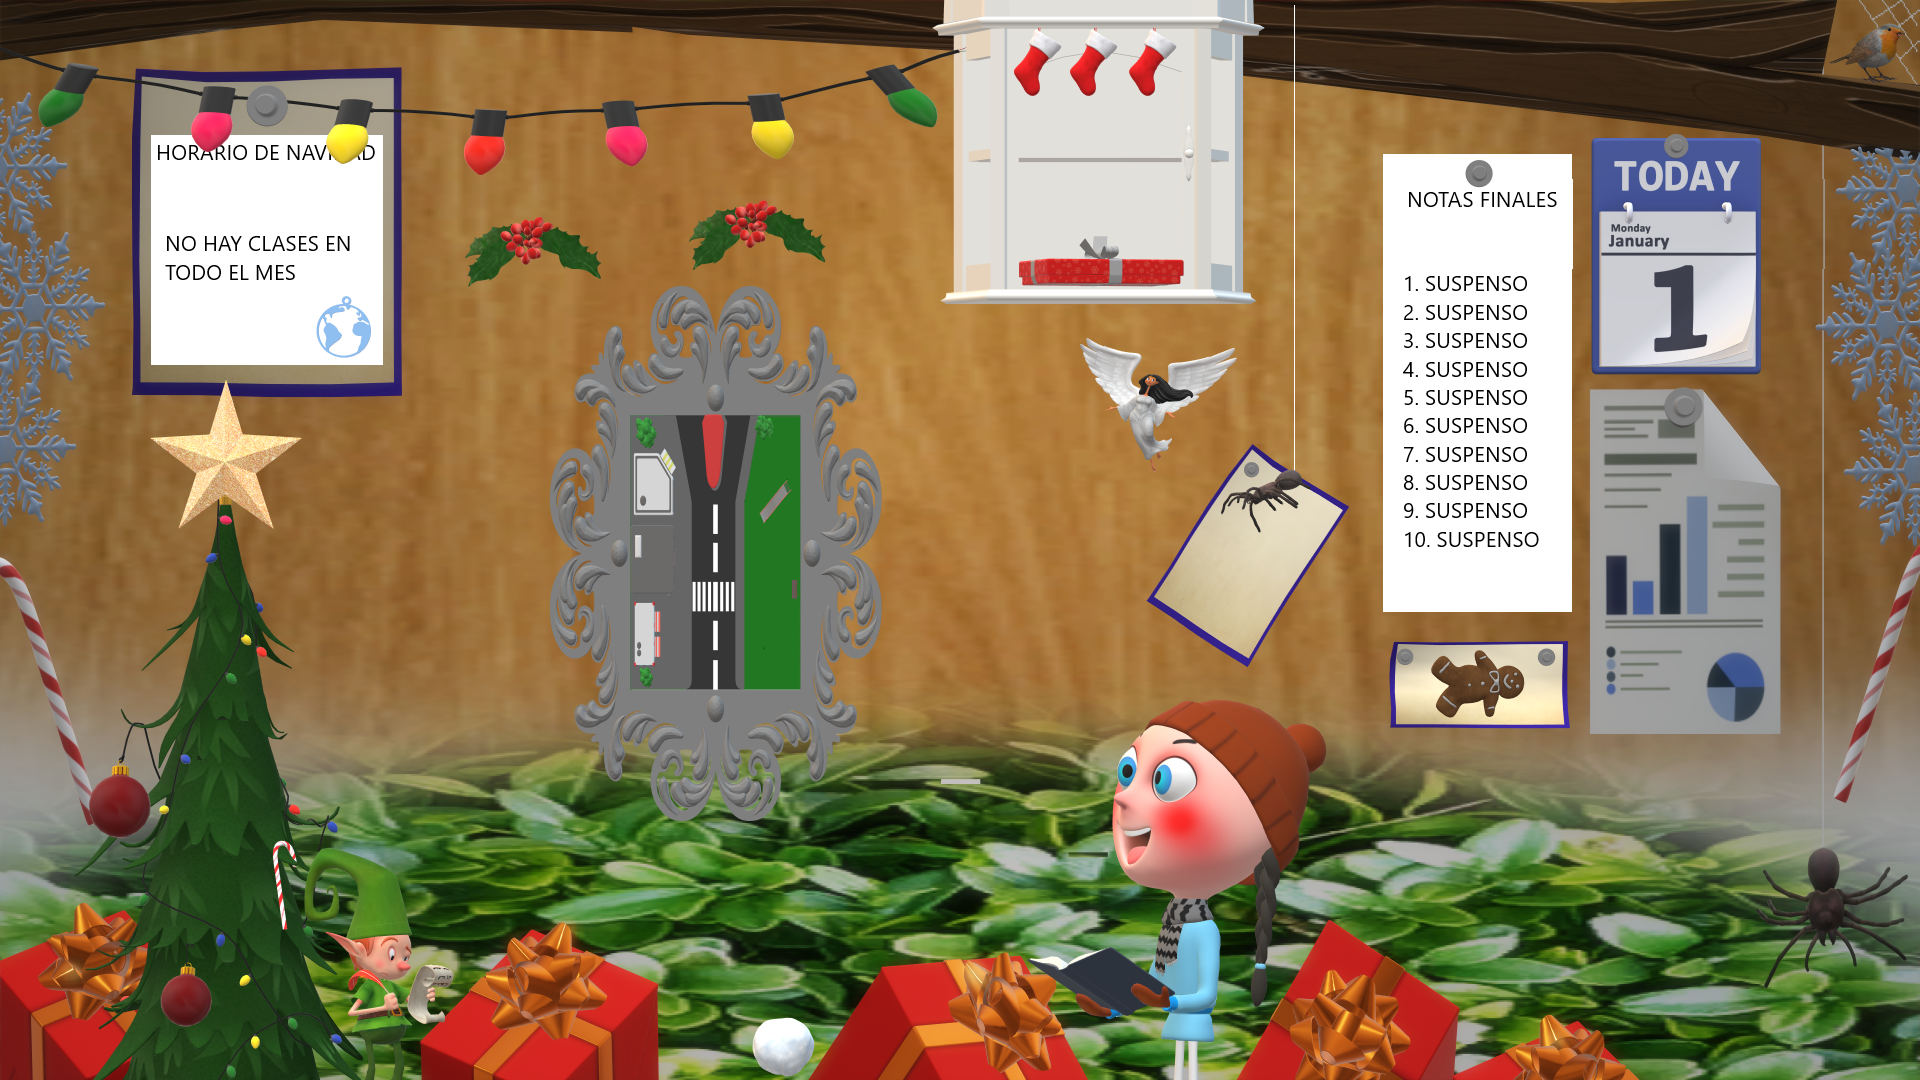 HORARIO DE NAVIDAD
NO HAY CLASES EN
TODO EL MES
NOTAS FINALES
1. SUSPENSO
2. SUSPENSO
3. SUSPENSO
4. SUSPENSO
5. SUSPENSO
6. SUSPENSO
7. SUSPENSO
8. SUSPENSO
9. SUSPENSO
10. SUSPENSO
TODAY
Monday
January
1